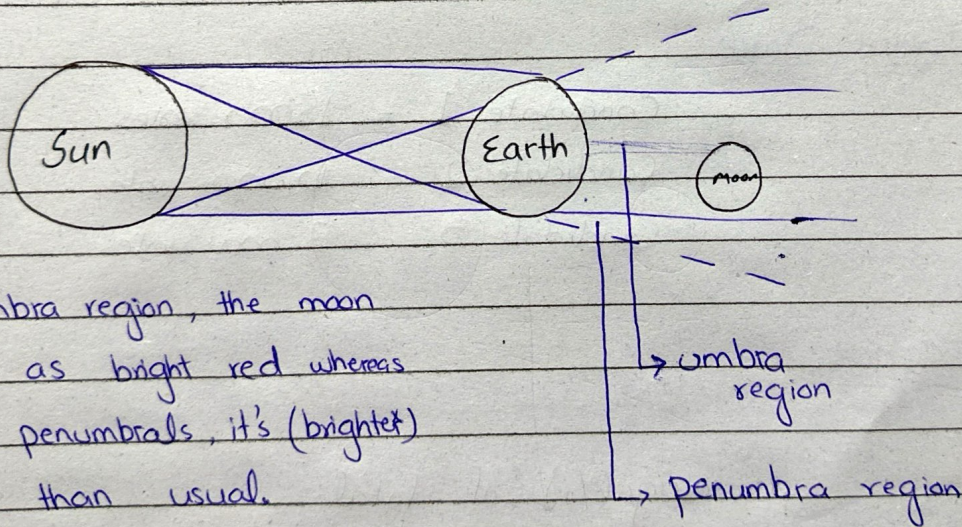 Sun
Earth
Moon
region, the moon
as bright red whereas
penumbrals, it's (brighter)
than usual.
umbra
region
penumbra region